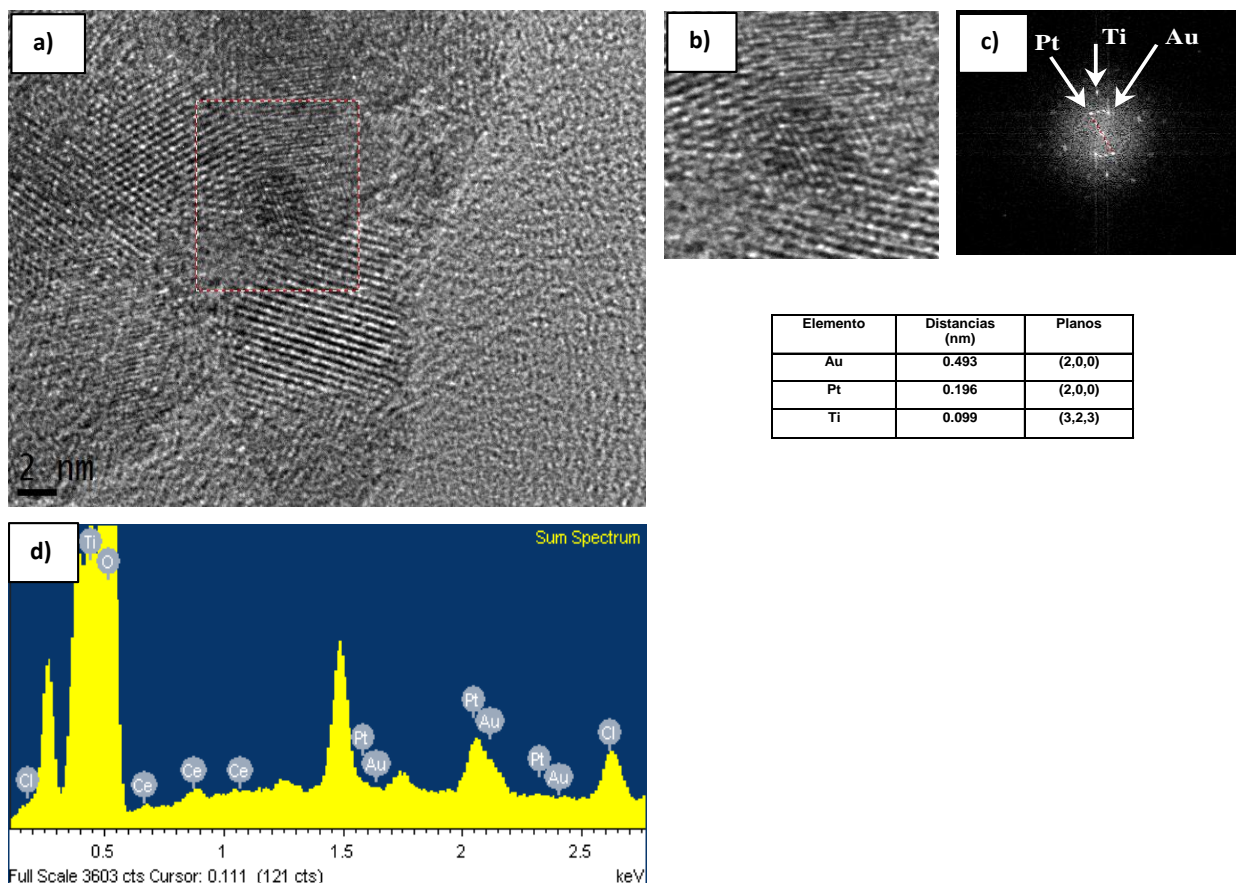 a)
2 nm
b)
c)
Pt Ti Au
Elemento Distancias (nm) Planos
Au 0.493 (2,0,0)
Pt 0.196 (2,0,0)
Ti 0.099 (3,2,3)
d)
Sum Spectrum
Ti
O
Cl
Ce
Ce
Ce
Pt
Au
Pt
Au
Pt
Au
Cl
0.5 1 1.5 2 2.5
Full Scale 3603 cts Cursor: 0.111 (121 cts) keV